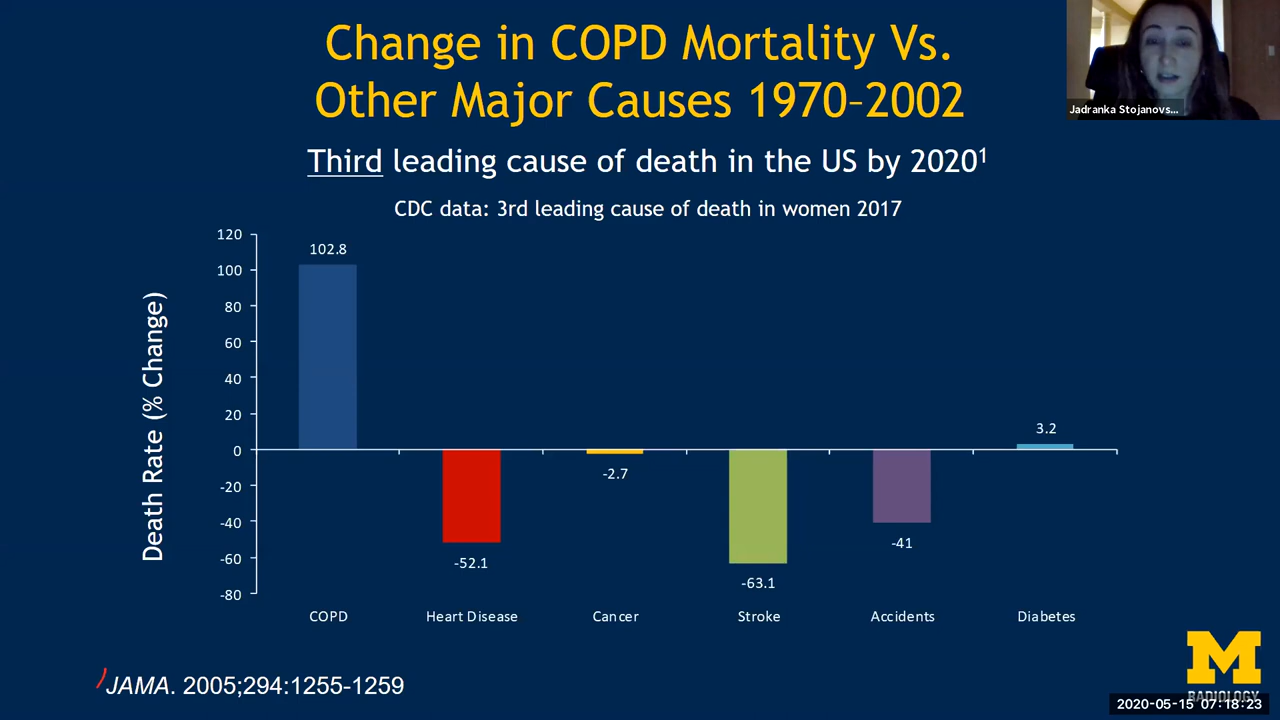 Change in COPD Mortality Vs.
Other Major Causes 1970–2002
Jadranka Stojanovs...
Third leading cause of death in the US by 2020¹
CDC data: 3rd leading cause of death in women 2017
Death Rate (% Change)
120
100
80
60
40
20
0
-20
-40
-60
-80
102.8
-52.1
-2.7
-63.1
-41
3.2
COPD Heart Disease Cancer Stroke Accidents Diabetes
JAMA. 2005;294:1255-1259
M
RADIOLOGY
2020-05-15 07:18:23